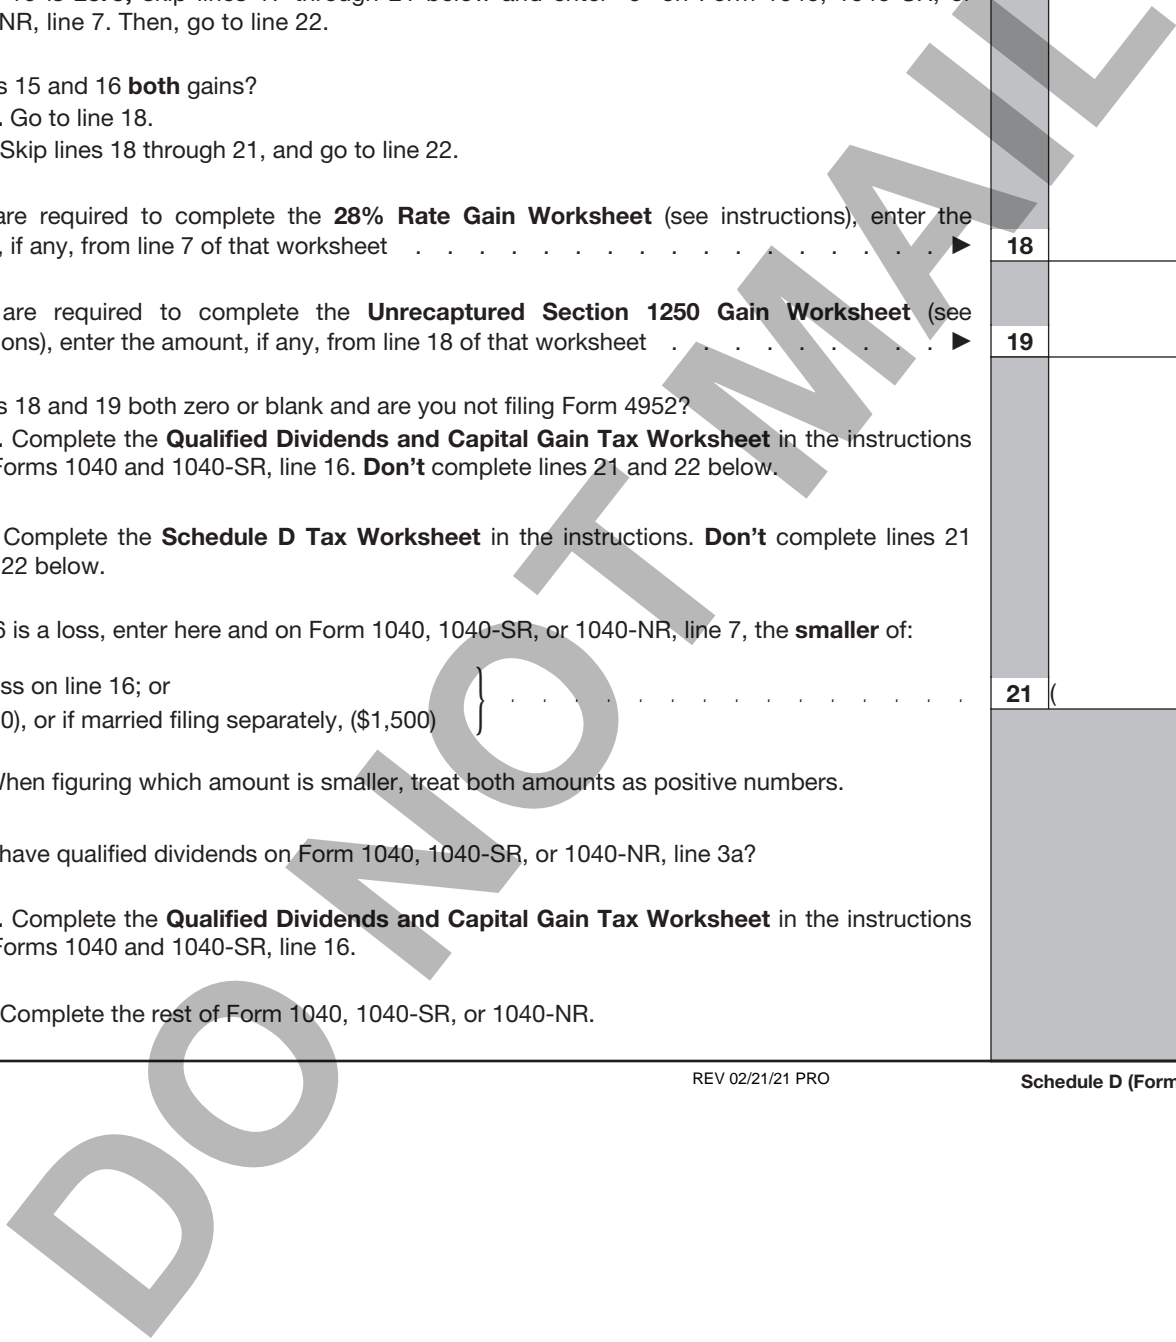 NR, line 7. Then, go to line 22.
s 15 and 16 both gains?
. Go to line 18.
Skip lines 18 through 21, and go to line 22.
are required to complete the 28% Rate Gain Worksheet (see instructions), enter the
, if any, from line 7 of that worksheet . . . . . . . . . . . . . . . . . ▶ 18
are required to complete the Unrecaptured Section 1250 Gain Worksheet (see
ons), enter the amount, if any, from line 18 of that worksheet . . . . . . . . . ▶ 19
s 18 and 19 both zero or blank and are you not filing Form 4952?
. Complete the Qualified Dividends and Capital Gain Tax Worksheet in the instructions
Forms 1040 and 1040-SR, line 16. Don't complete lines 21 and 22 below.
Complete the Schedule D Tax Worksheet in the instructions. Don't complete lines 21
22 below.
6 is a loss, enter here and on Form 1040, 1040-SR, or 1040-NR, line 7, the smaller of:
ss on line 16; or
. . . . . . . . . . . . . . . 21 (
0), or if married filing separately, ($1,500)
When figuring which amount is smaller, treat both amounts as positive numbers.
have qualified dividends on Form 1040, 1040-SR, or 1040-NR, line 3a?
. Complete the Qualified Dividends and Capital Gain Tax Worksheet in the instructions
Forms 1040 and 1040-SR, line 16.
Complete the rest of Form 1040, 1040-SR, or 1040-NR.
REV 02/21/21 PRO Schedule D (Form
DO NOT MAIL